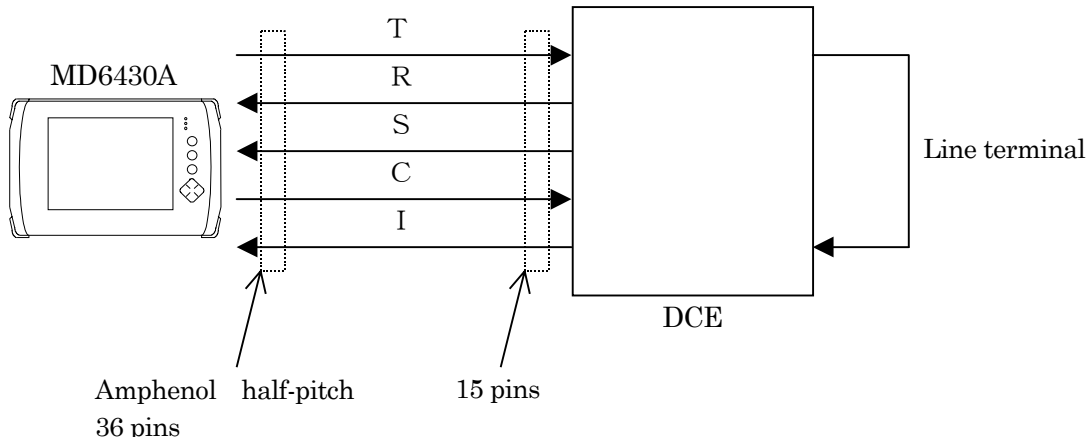 T
MD6430A
R
S
Line terminal
C
I
DCE
Amphenol half-pitch
36 pins
15 pins